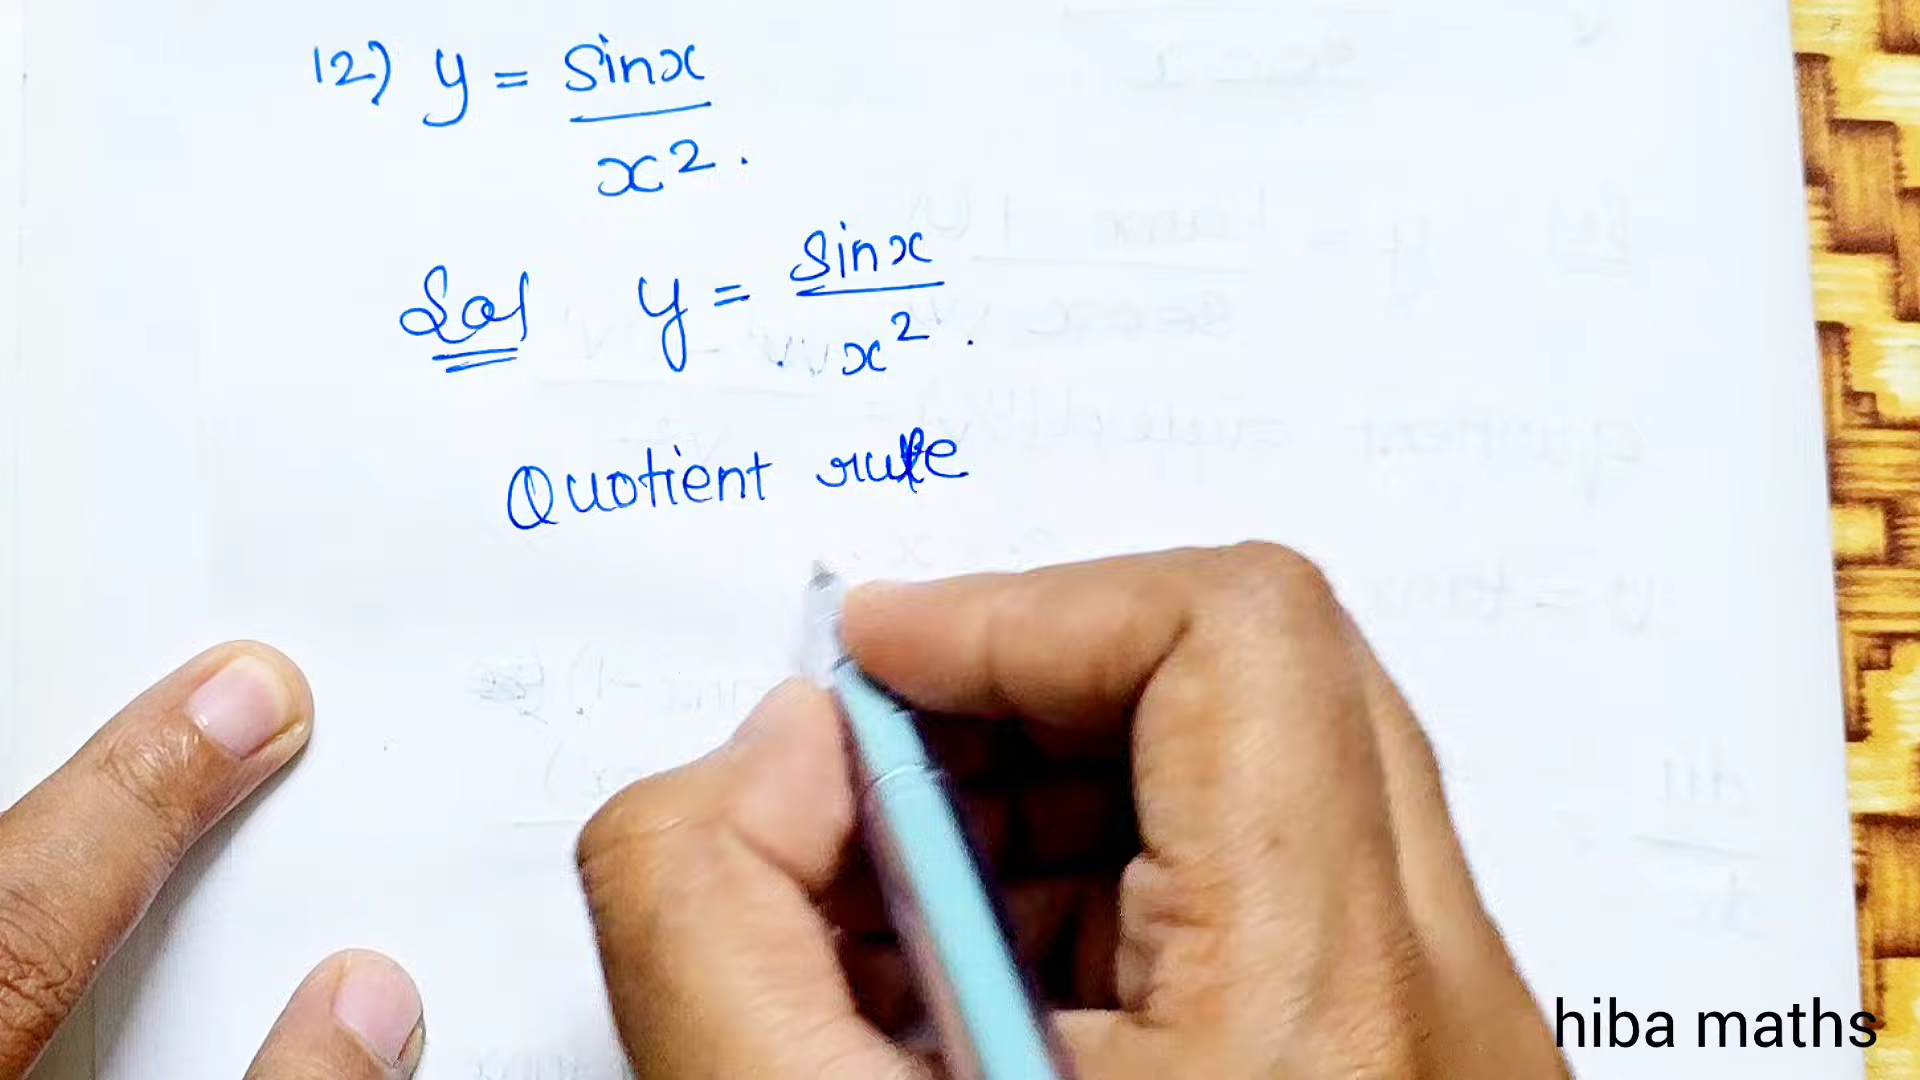 12) y = sinx
x².
Sol y = sinx
x².
Quotient rule
hiba maths